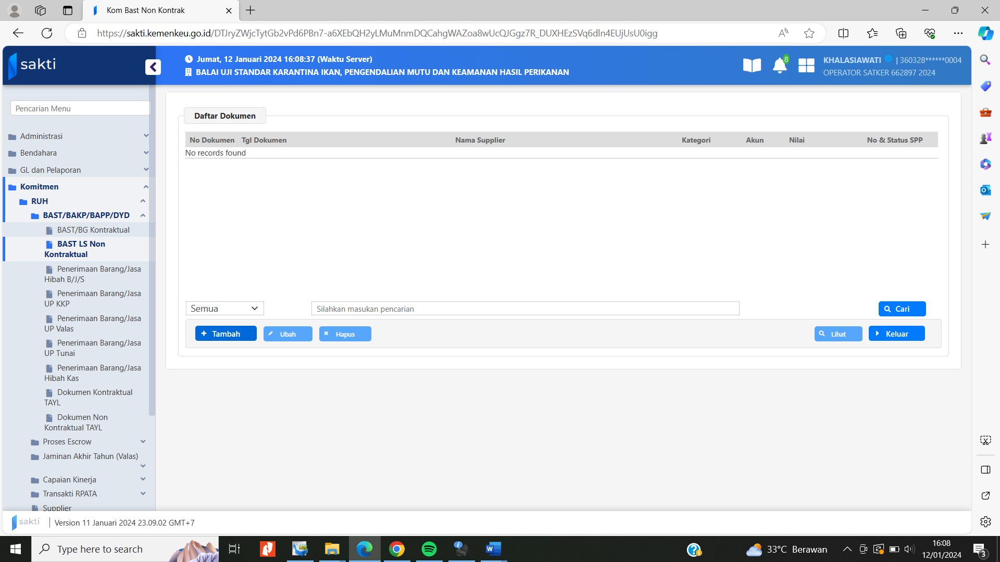 Kom Bast Non Kontrak
https://sakti.kemenkeu.go.id/DTJryZWjcTytGb2vPd6PBn7-a6XEbQH2yLMuMnmDQCahgWAZoa8wUcQJGgz7R_DUXHEzSVq6dln4EUjUsU0igg
sakti
Jumat, 12 Januari 2024 16:08:37 (Waktu Server)
BALAI UJI STANDAR KARANTINA IKAN, PENGENDALIAN MUTU DAN KEAMANAN HASIL PERIKANAN
8
KHALASIAWATI | 360328******0004
OPERATOR SATKER 662897 2024
Pencarian Menu
Administrasi
Bendahara
GL dan Pelaporan
Komitmen
RUH
BAST/BAKP/BAPP/DYD
BAST/BG Kontraktual
BAST LS Non
Kontraktual
Penerimaan Barang/Jasa
Hibah B/J/S
Penerimaan Barang/Jasa
UP KKP
Penerimaan Barang/Jasa
UP Valas
Penerimaan Barang/Jasa
UP Tunai
Penerimaan Barang/Jasa
Hibah Kas
Dokumen Kontraktual
TAYL
Dokumen Non
Kontraktual TAYL
Proses Escrow
Jaminan Akhir Tahun (Valas)
Capaian Kinerja
Transakti RPATA
Supplier
Daftar Dokumen
No Dokumen Tgl Dokumen Nama Supplier Kategori Akun Nilai No & Status SPP
No records found
Semua Silahkan masukan pencarian Cari
Tambah Ubah Hapus Lihat Keluar
sakti Version 11 Januari 2024 23.09.02 GMT+7
Type here to search
33°C Berawan
16:08
12/01/2024
3